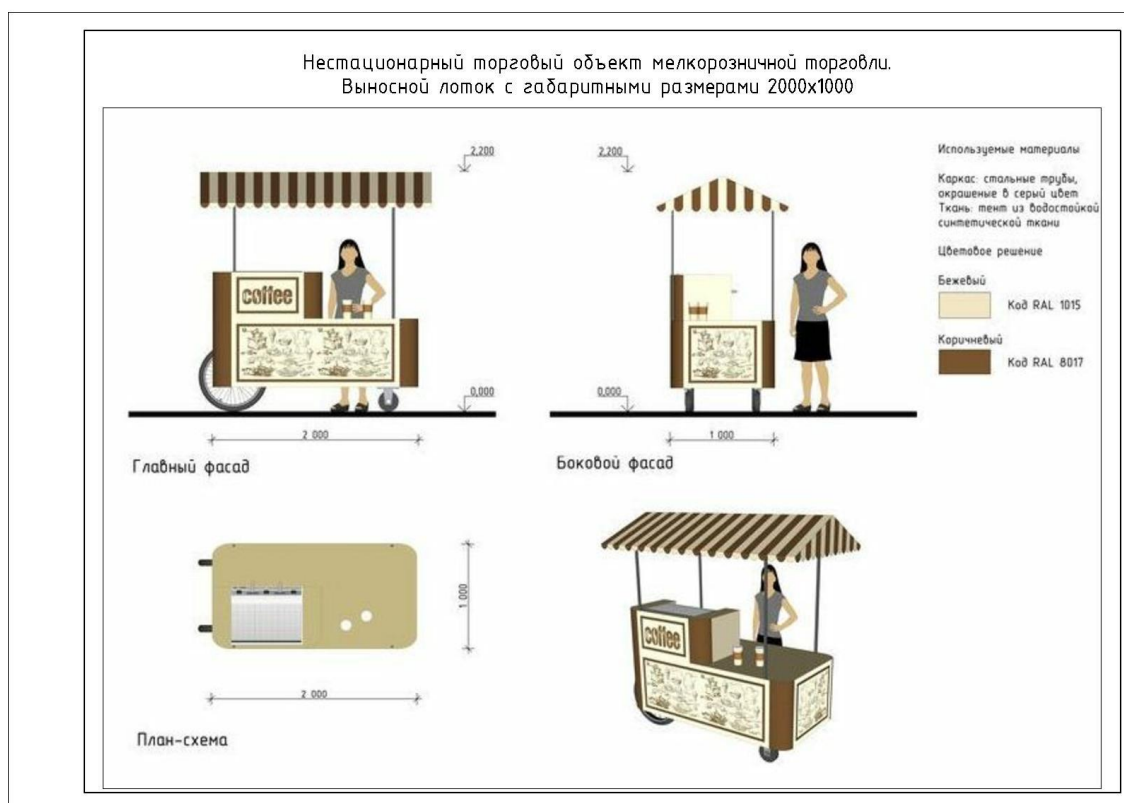 Нестационарный торговый объект мелкорозничной торговли.
Выносной лоток с габаритными размерами 2000х1000
2,200
coffee
0,000
2 000
Главный фасад
2,200
0,000
1 000
Боковой фасад
Используемые материалы
Каркас: стальные трубы,
окрашеные в серый цвет
Ткань: тент из водостойкой
синтетической ткани
Цветовое решение
Бежевый
Код RAL 1015
Коричневый
Код RAL 8017
1 000
2 000
План-схема
coffee